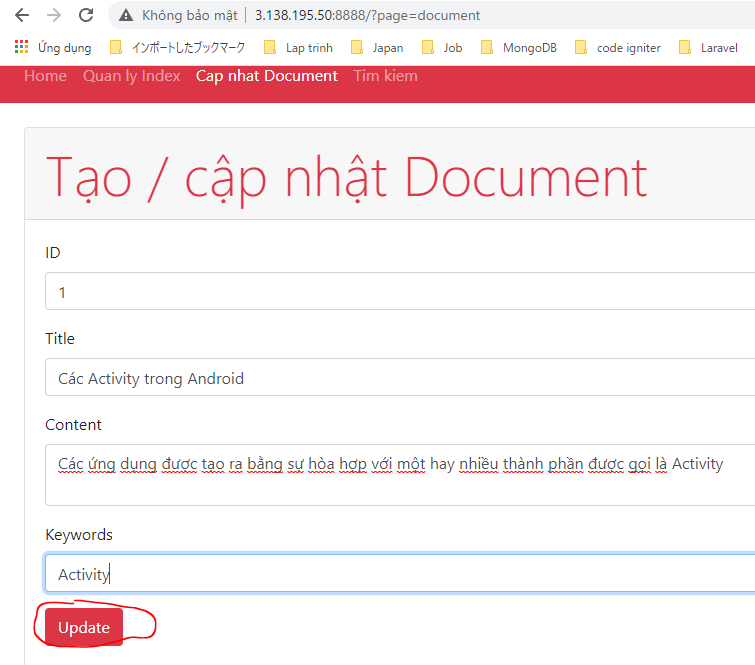 Không bảo mật 3.138.195.50:8888/?page=document
Ứng dụng インポートしたブックマーク Lap trinh Japan Job MongoDB code igniter Laravel
Home Quan ly Index Cap nhat Document Tim kiem
Tạo / cập nhật Document
ID
1
Title
Các Activity trong Android
Content
Các ứng dụng được tạo ra bằng sự hòa hợp với một hay nhiều thành phần được gọi là Activity
Keywords
Activity
Update